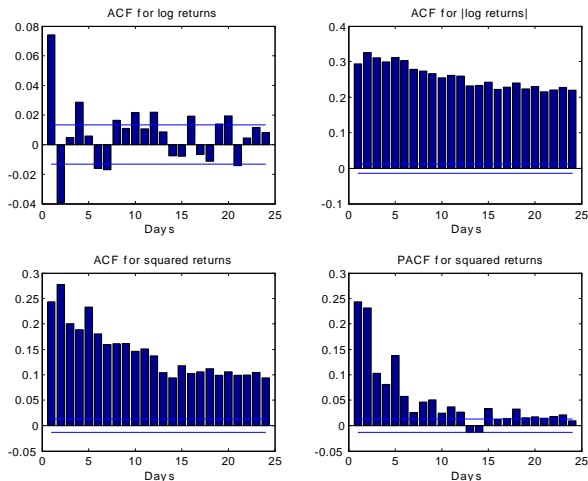 ACF for log returns
0.08
0.06
0.04
0.02
0
-0.02
-0.04
0 5 10 15 20 25
Days
ACF for |log returns|
0.4
0.3
0.2
0.1
0
-0.1
0 5 10 15 20 25
Days
ACF for squared returns
0.3
0.25
0.2
0.15
0.1
0.05
0
-0.05
0 5 10 15 20 25
Days
PACF for squared returns
0.3
0.25
0.2
0.15
0.1
0.05
0
-0.05
0 5 10 15 20 25
Days